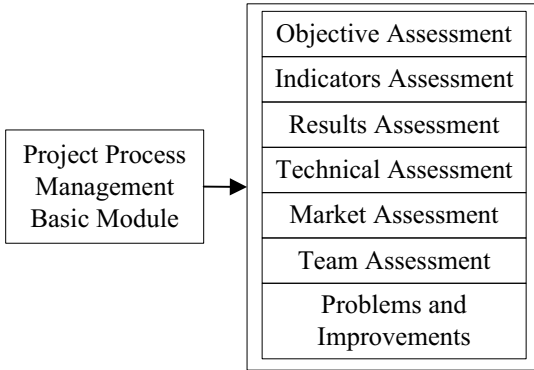 Project Process
Management
Basic Module
Objective Assessment
Indicators Assessment
Results Assessment
Technical Assessment
Market Assessment
Team Assessment
Problems and
Improvements